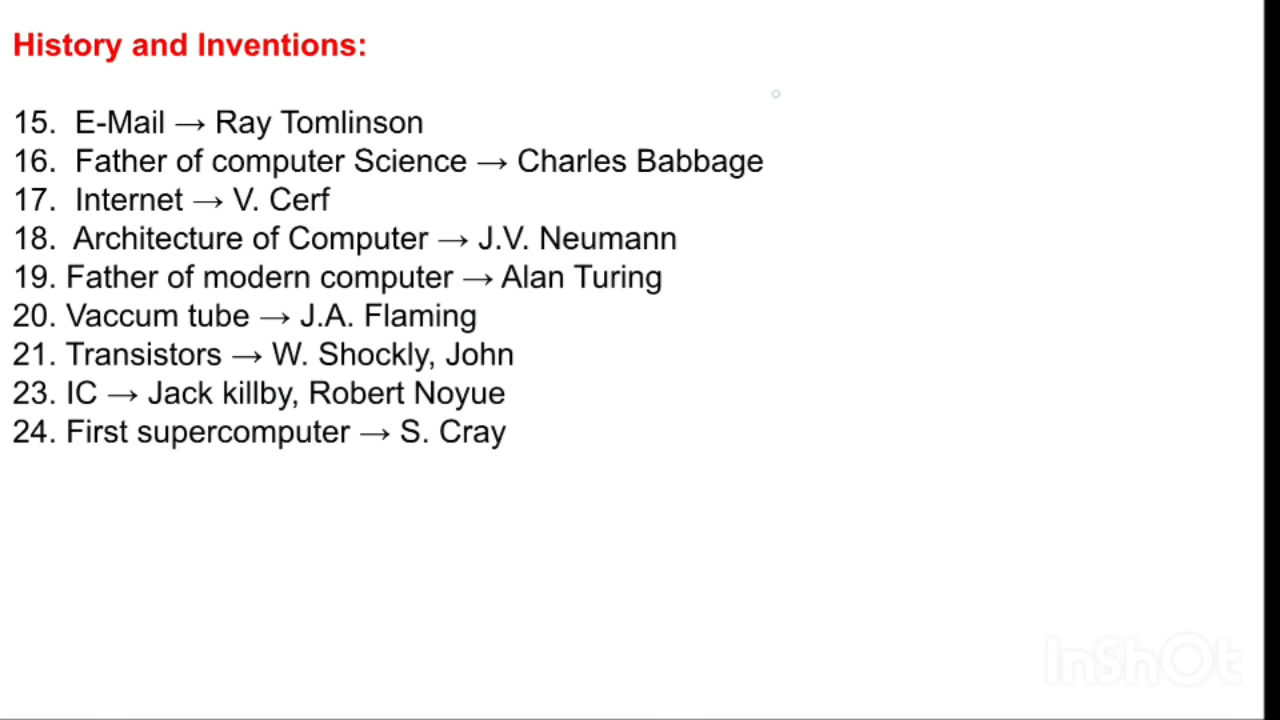 History and Inventions:
15. E-Mail → Ray Tomlinson
16. Father of computer Science → Charles Babbage
17. Internet → V. Cerf
18. Architecture of Computer → J.V. Neumann
19. Father of modern computer → Alan Turing
20. Vaccum tube → J.A. Flaming
21. Transistors → W. Shockly, John
23. IC → Jack killby, Robert Noyue
24. First supercomputer → S. Cray
InShOt